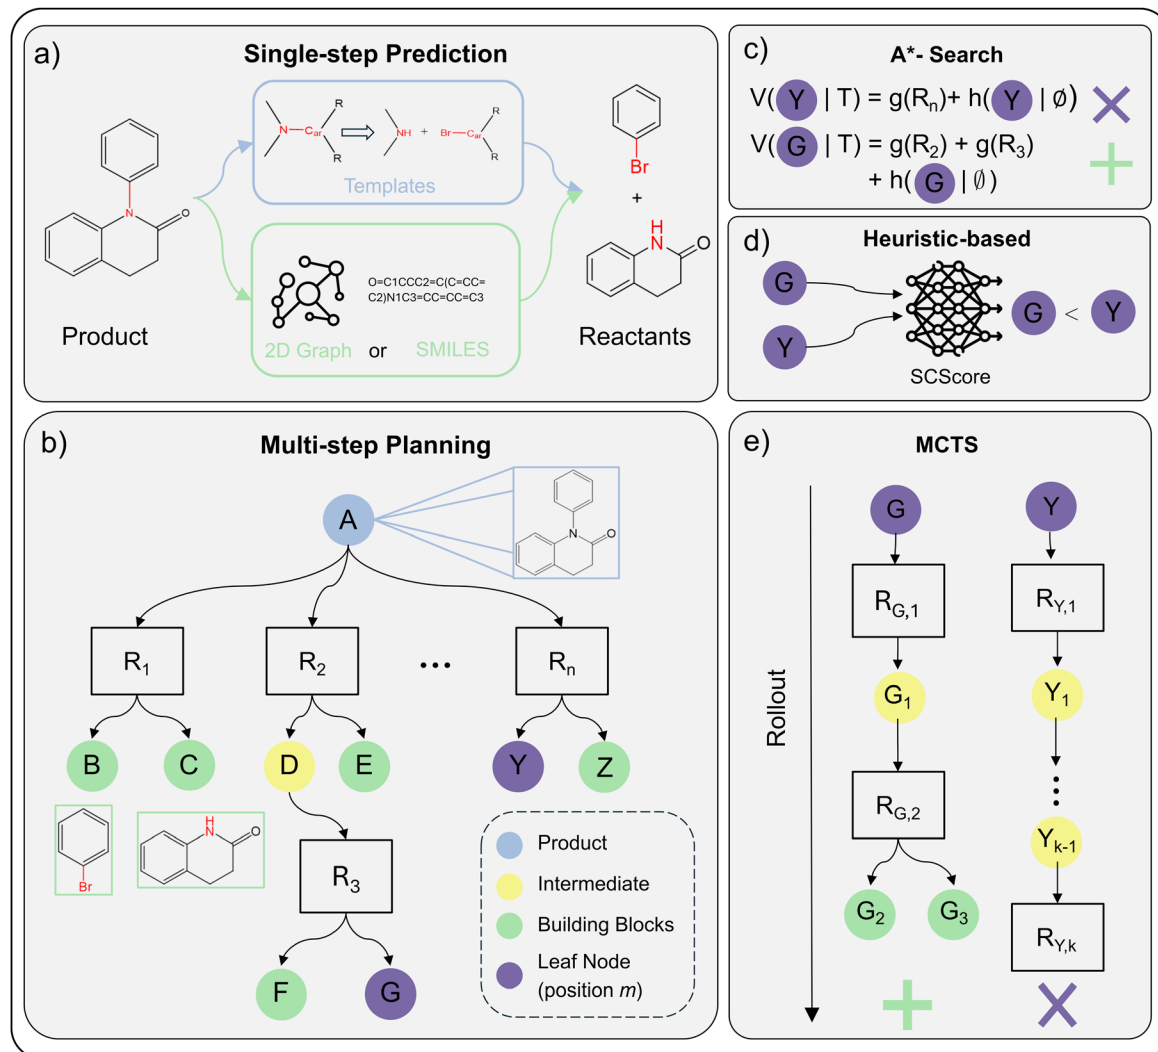 a)
Single-step Prediction
N
Car
R
R
NH
+
Br
Car
R
R
Templates
N
O
Product
O=C1CCC2=C(C=CC=
C2)N1C3=CC=CC=C3
2D Graph or SMILES
Br
+
H
N
O
Reactants
b)
Multi-step Planning
A
N
O
R1
R2
...
Rn
B
C
D
E
Y
Z
Br
H
N
O
R3
F
G
Product
Intermediate
Building Blocks
Leaf Node
(position m)
c)
A*- Search
V(Y | T) = g(Rn)+ h(Y | ∅)
V(G | T) = g(R2) + g(R3)
+ h(G | ∅)
d)
Heuristic-based
G
Y
G < Y
SCScore
e)
MCTS
Rollout
G
Y
RG,1
RY,1
G1
Y1
RG,2
Yk-1
G2
G3
RY,k